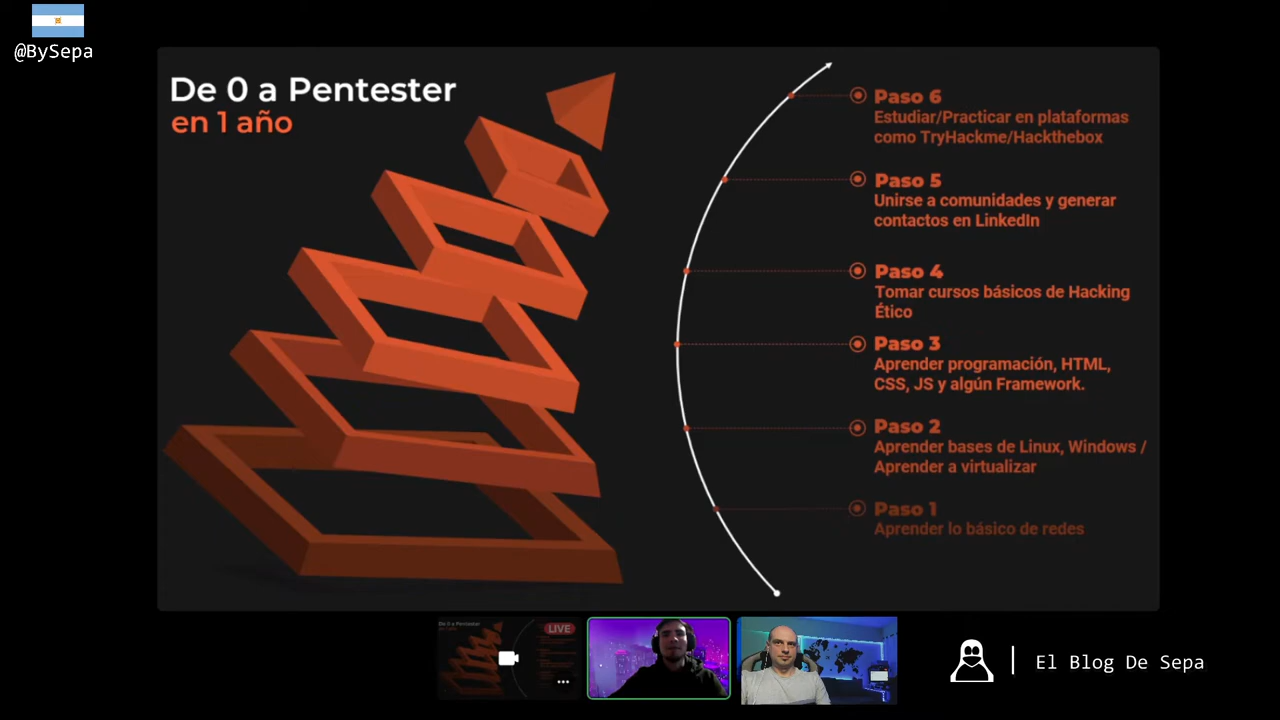 @BySepa
De 0 a Pentester
en 1 año
Paso 6
Estudiar/Practicar en plataformas
como TryHackme/Hackthebox
Paso 5
Unirse a comunidades y generar
contactos en LinkedIn
Paso 4
Tomar cursos básicos de Hacking
Ético
Paso 3
Aprender programación, HTML,
CSS, JS y algún Framework.
Paso 2
Aprender bases de Linux, Windows /
Aprender a virtualizar
Paso 1
Aprender lo básico de redes
De 0 a Pentester
LIVE
El Blog De Sepa